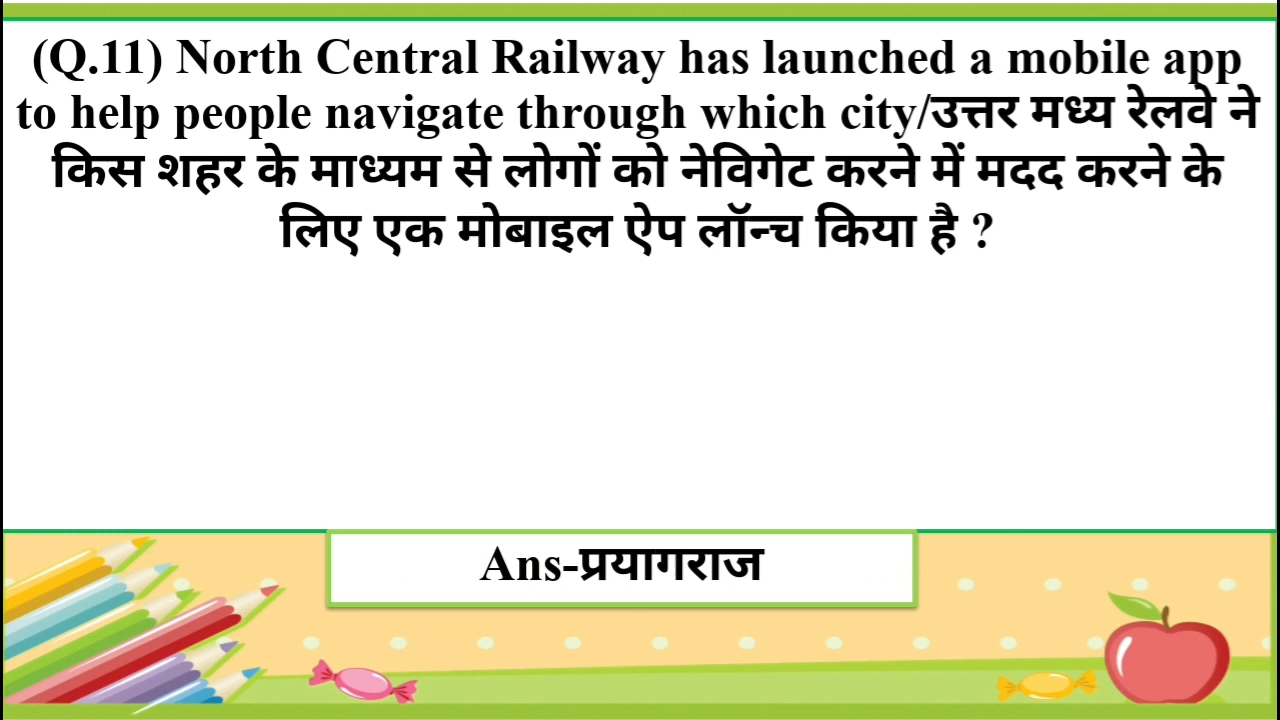 (Q.11) North Central Railway has launched a mobile app
to help people navigate through which city/उत्तर मध्य रेलवे ने
किस शहर के माध्यम से लोगों को नेविगेट करने में मदद करने के
लिए एक मोबाइल ऐप लॉन्च किया है ?
Ans-प्रयागराज